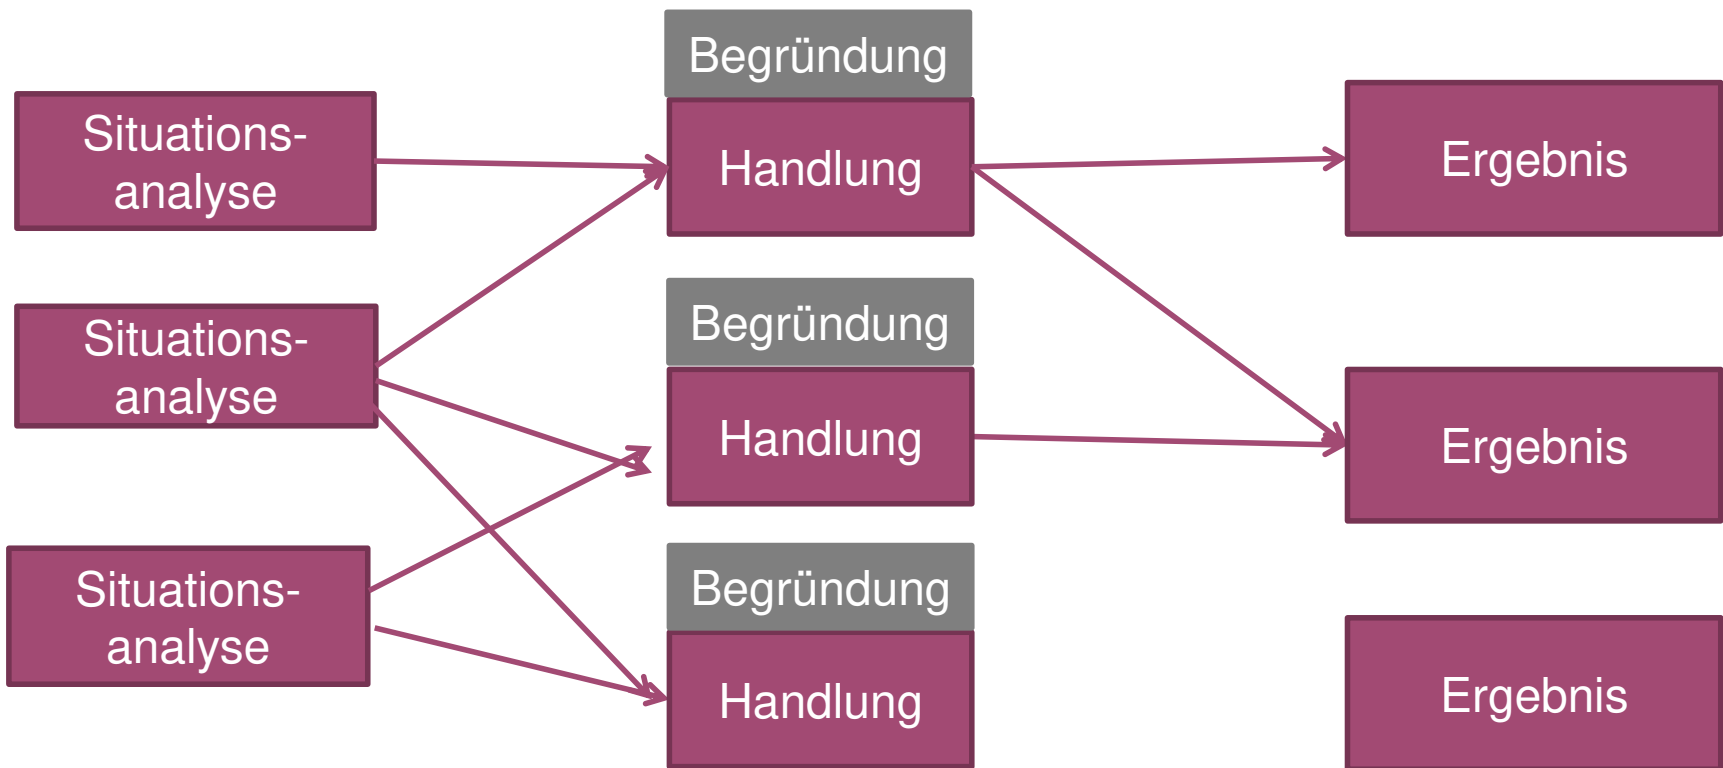 Situations-
analyse
Begründung
Handlung
Ergebnis
Situations-
analyse
Begründung
Handlung
Ergebnis
Situations-
analyse
Begründung
Handlung
Ergebnis